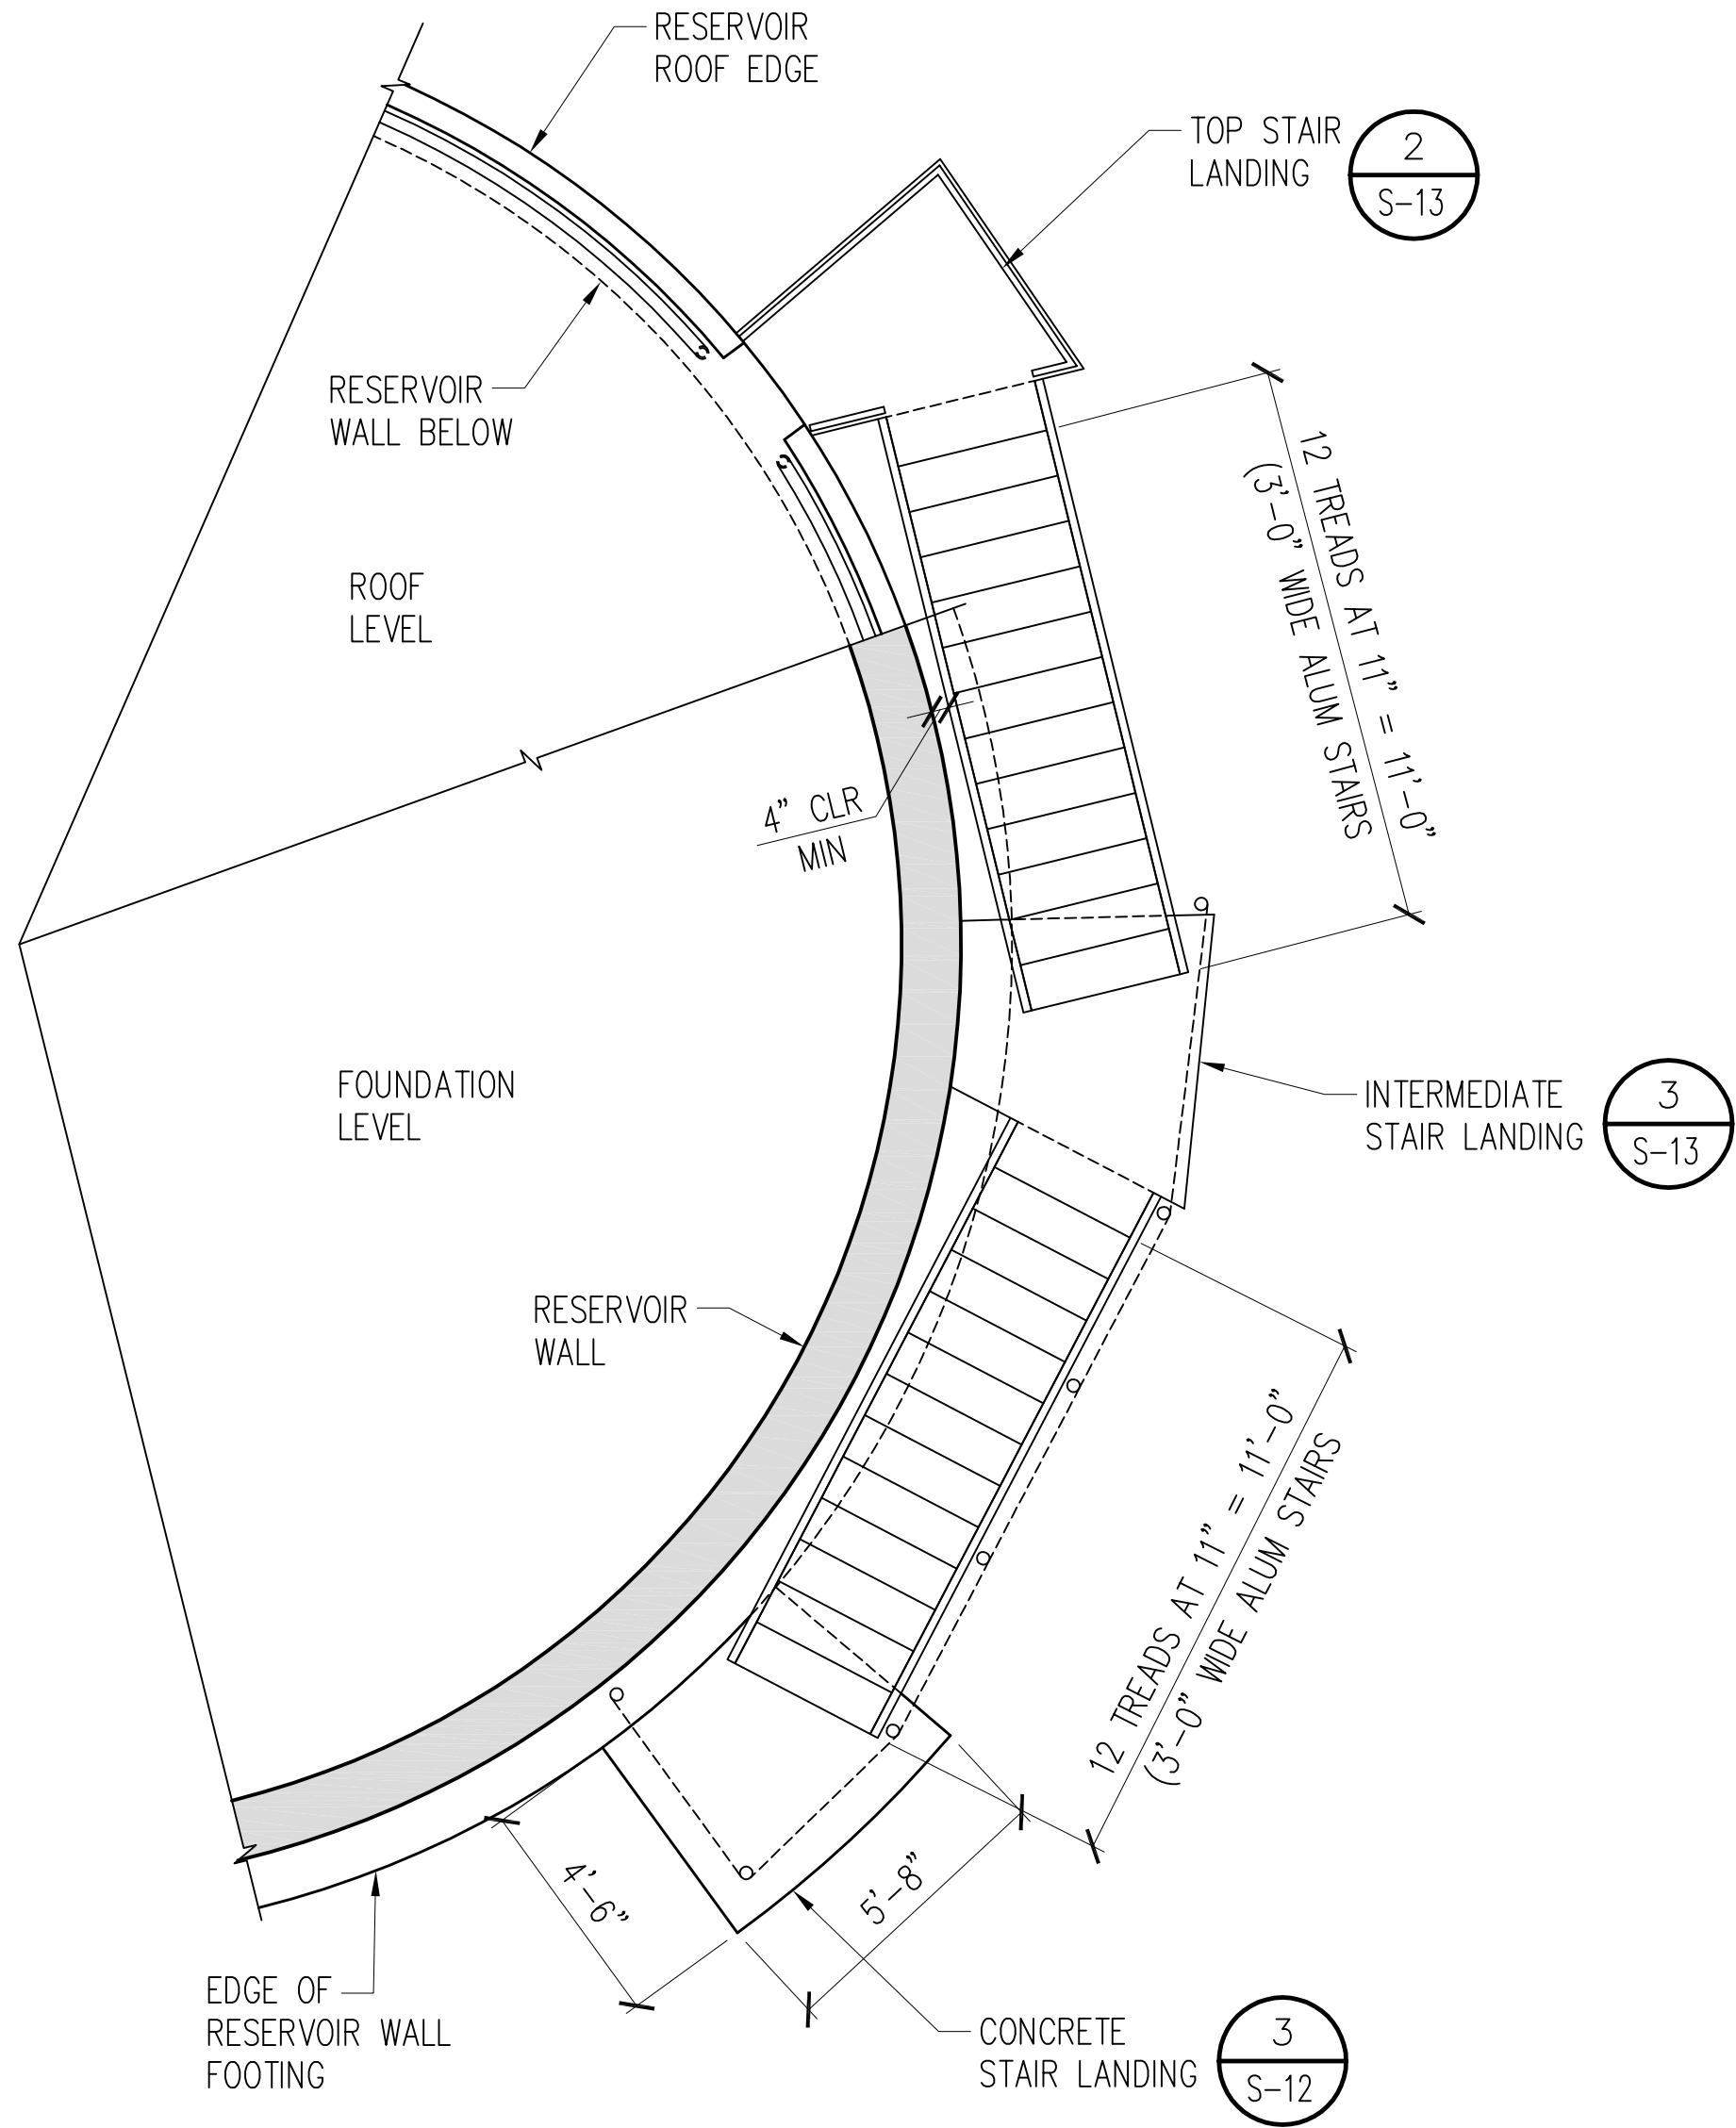 RESERVOIR
ROOF EDGE
TOP STAIR
LANDING
2
S-13
RESERVOIR
WALL BELOW
12 TREADS AT 11" = 11'-0"
(3'-0" WIDE ALUM STAIRS
ROOF
LEVEL
4" CLR
MIN
FOUNDATION
LEVEL
INTERMEDIATE
STAIR LANDING
3
S-13
RESERVOIR
WALL
12 TREADS AT 11" = 11'-0"
(3'-0" WIDE ALUM STAIRS
4'-6"
5'-8"
EDGE OF
RESERVOIR WALL
FOOTING
CONCRETE
STAIR LANDING
3
S-12